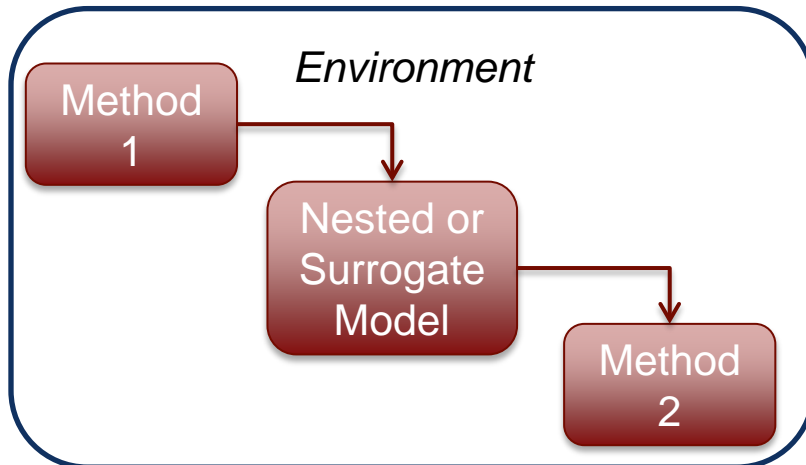 Environment
Method
1
Nested or
Surrogate
Model
Method
2